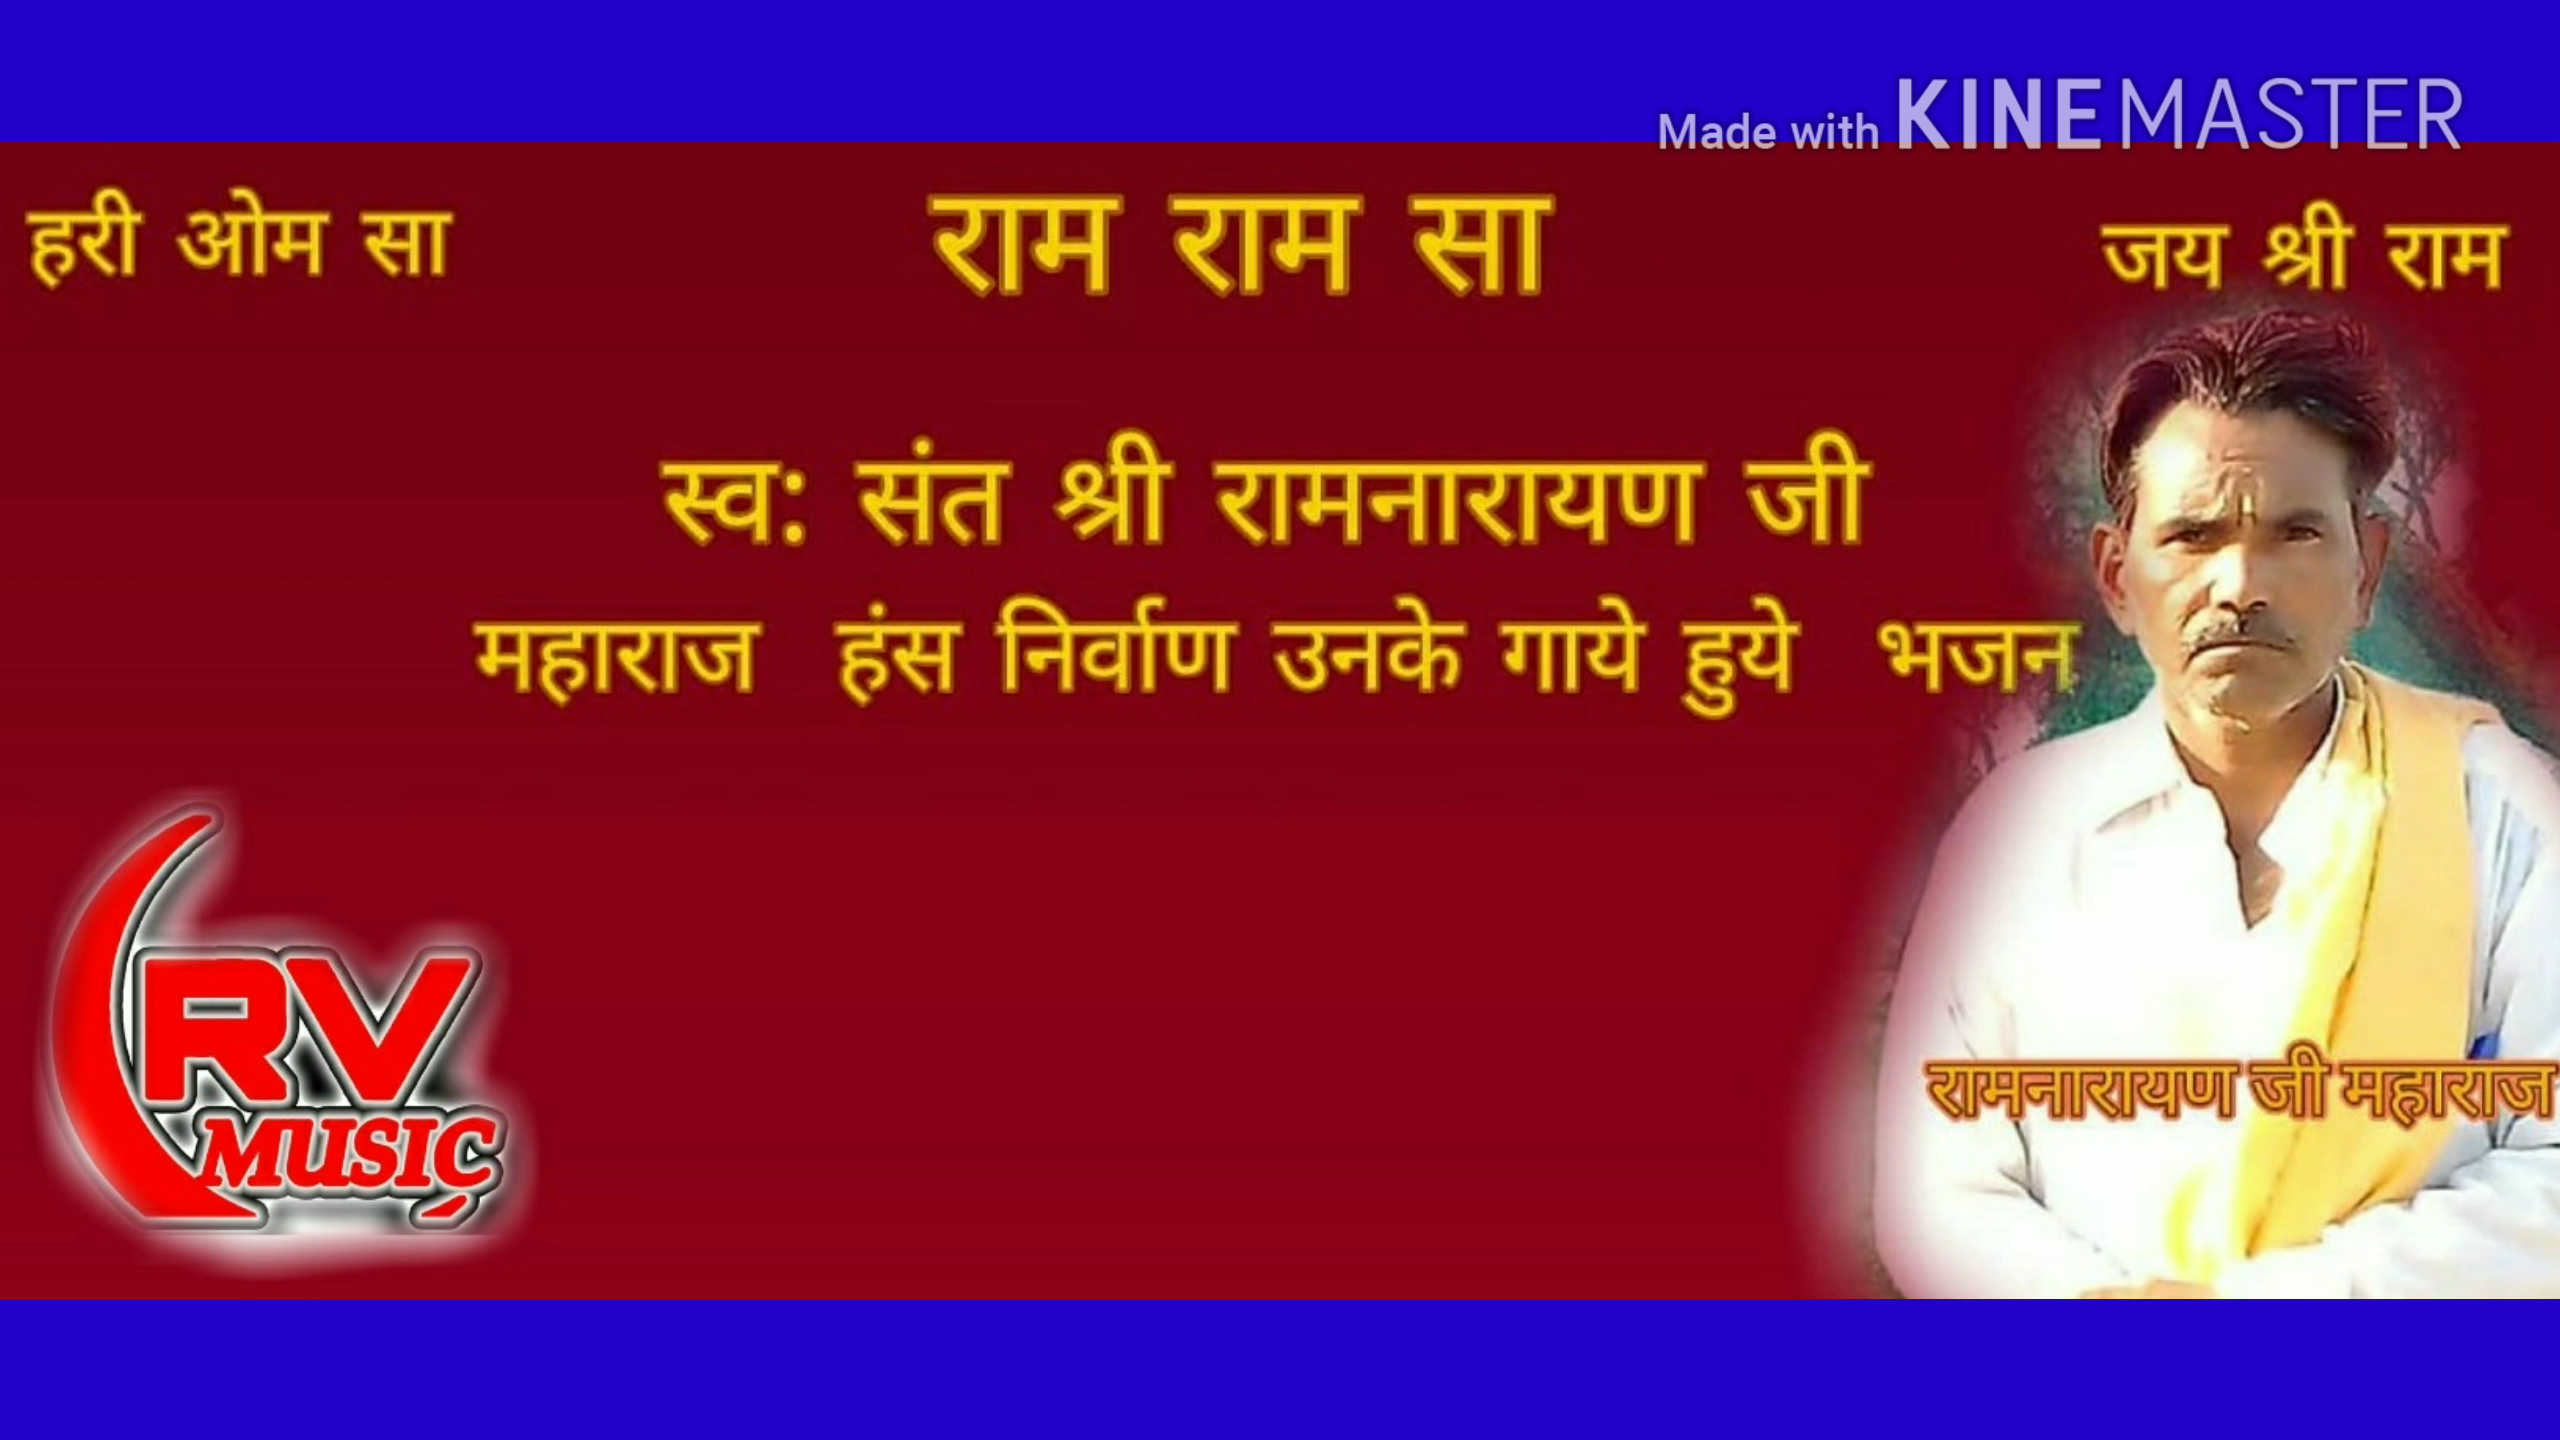 Made with KINEMASTER
हरी ओम सा
राम राम सा
जय श्री राम
स्व: संत श्री रामनारायण जी
महाराज हंस निर्वाण उनके गाये हुये भजन
RV
MUSIC
रामनारायण जी महाराज